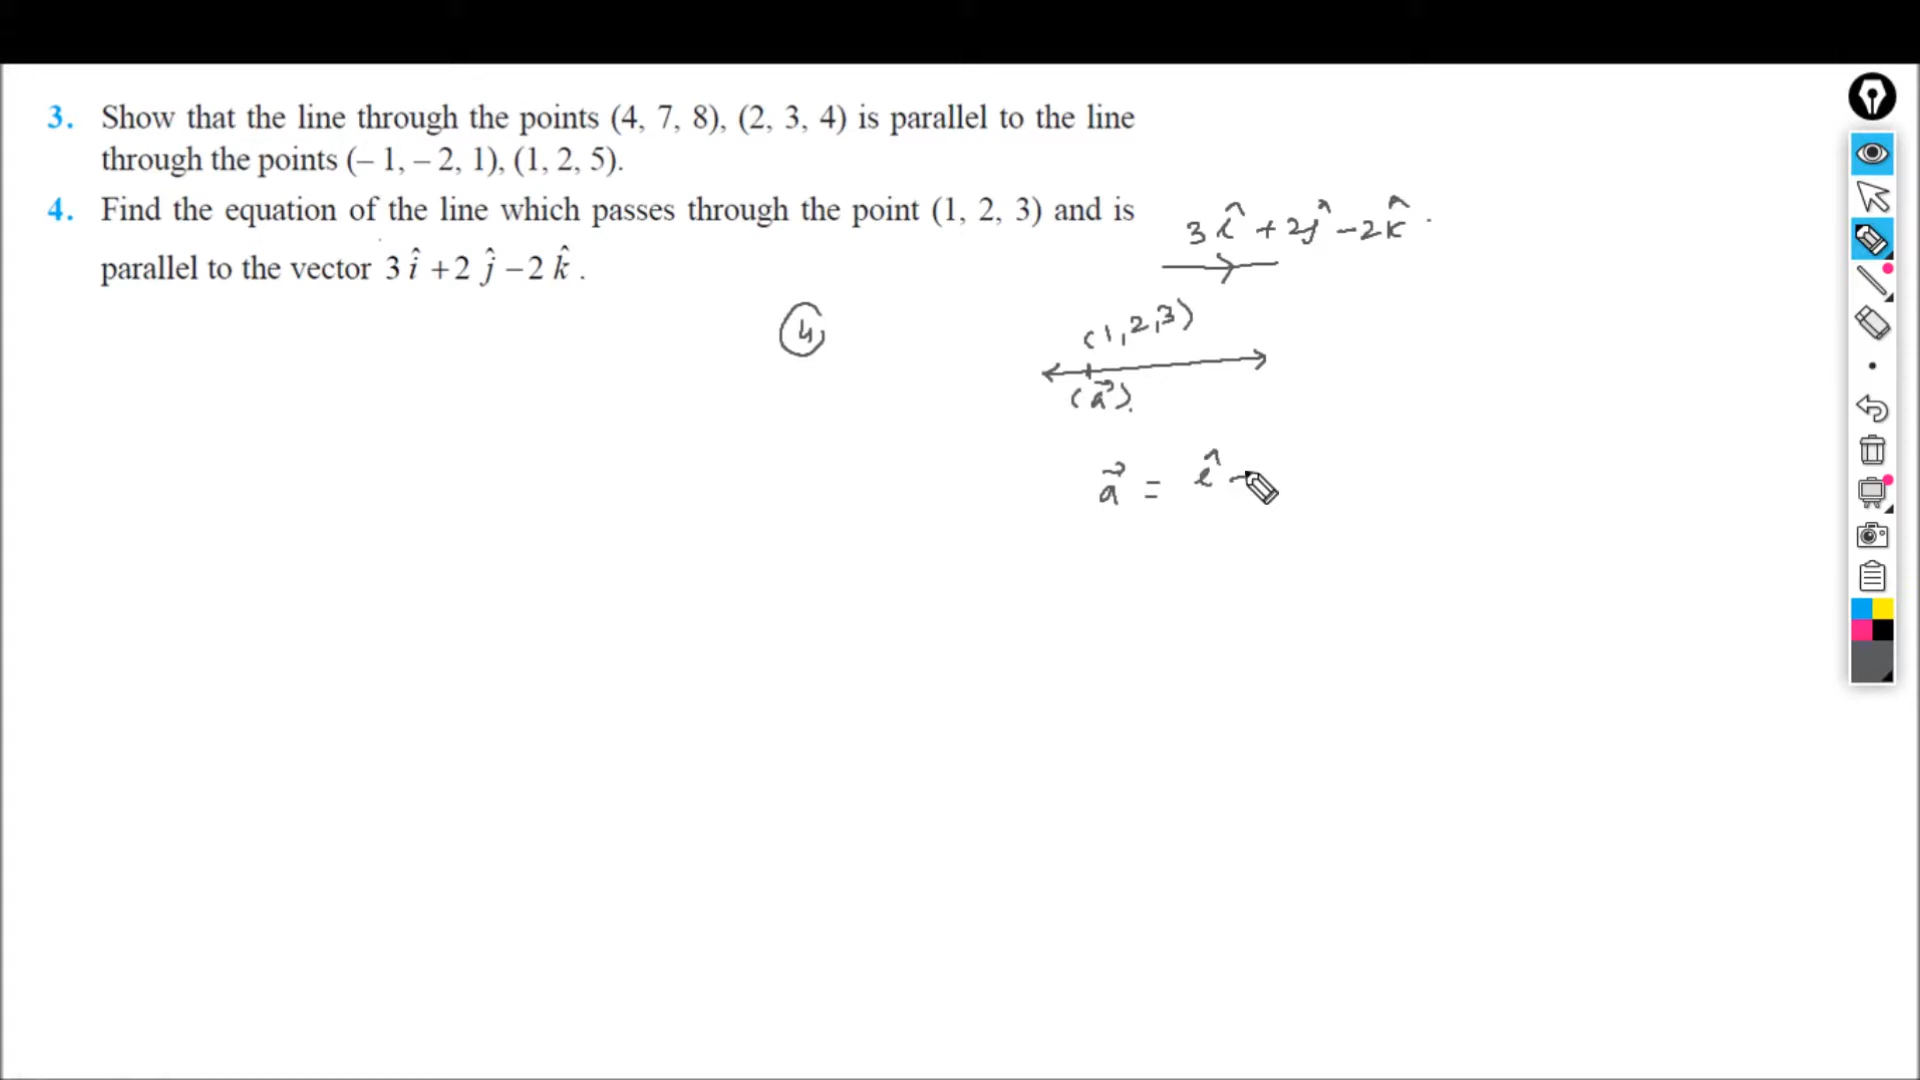 3. Show that the line through the points (4, 7, 8), (2, 3, 4) is parallel to the line
through the points (– 1, – 2, 1), (1, 2, 5).
4. Find the equation of the line which passes through the point (1, 2, 3) and is
parallel to the vector 3 î + 2 ĵ – 2 k̂ .
3 î + 2ĵ – 2k̂ .
4
(1, 2, 3)
(a⃗).
a⃗ = î -